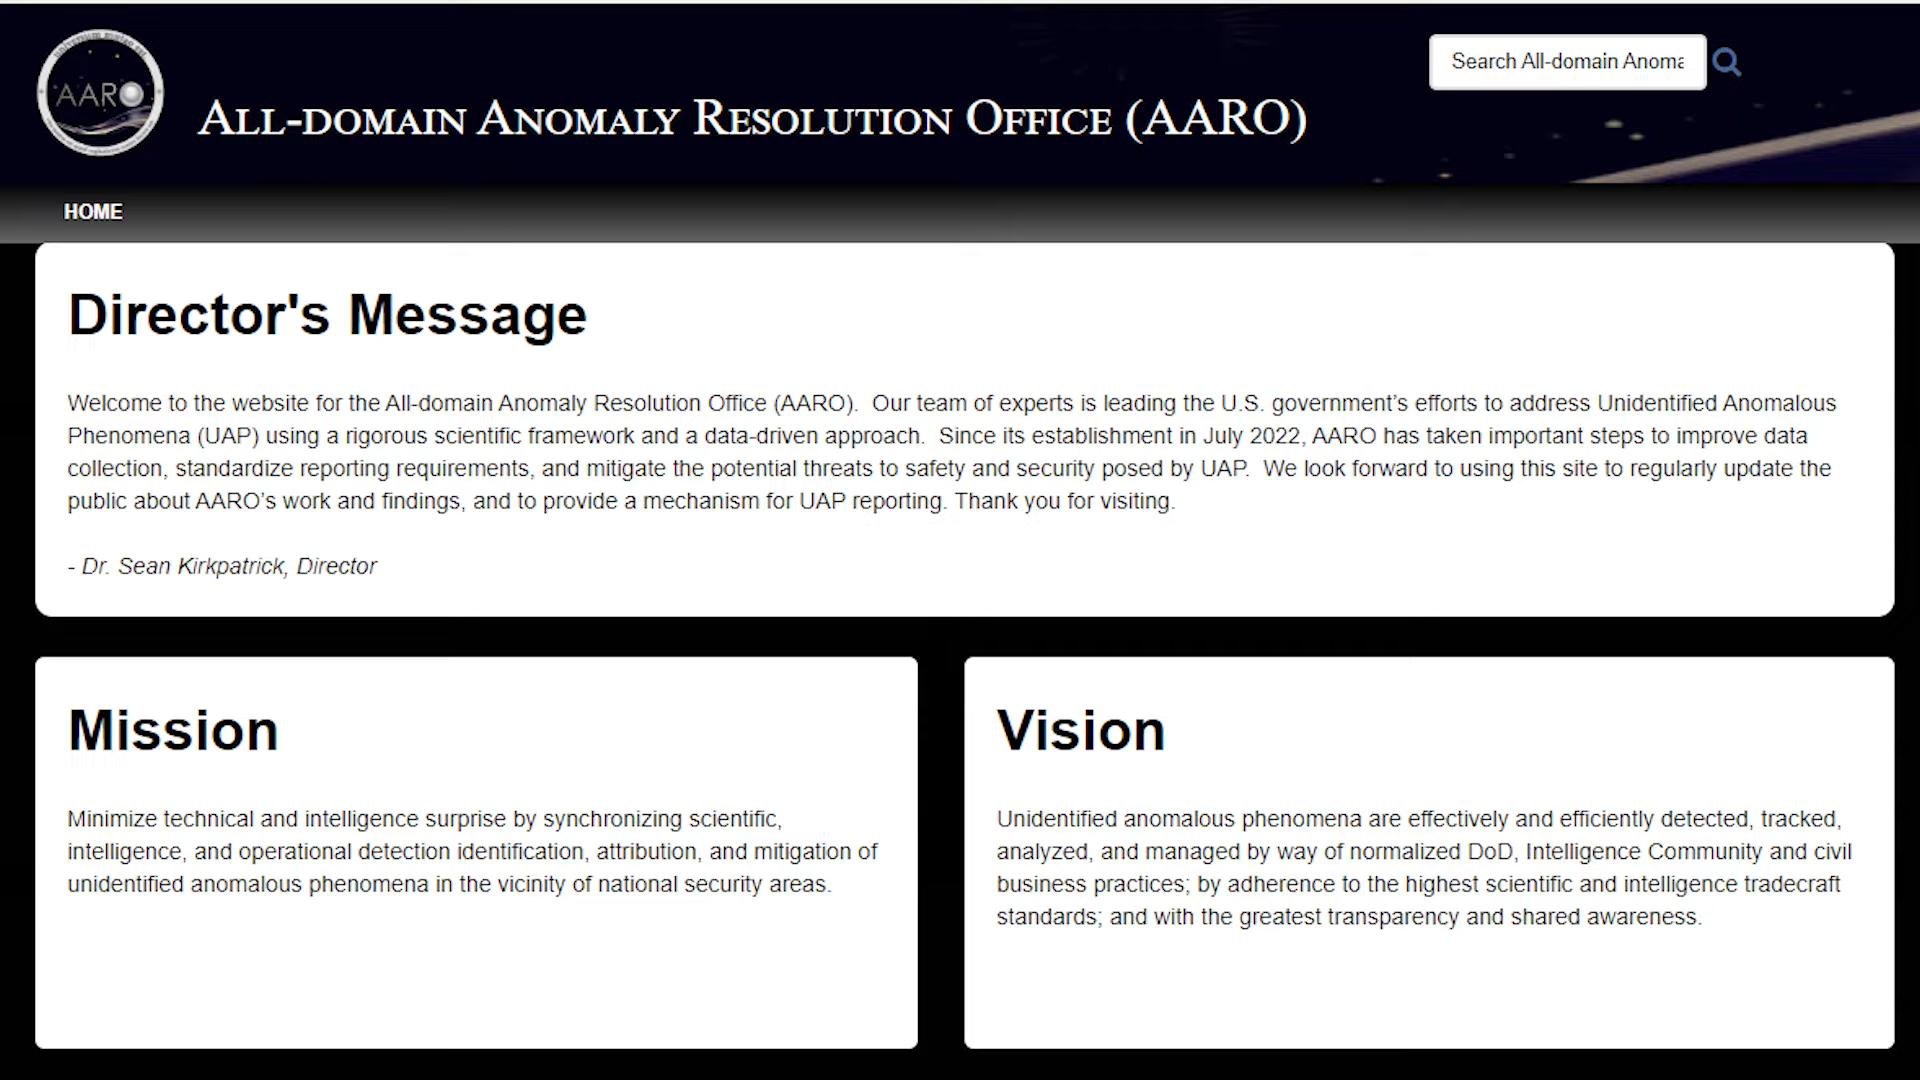 AARO
ALL-DOMAIN ANOMALY RESOLUTION OFFICE (AARO)
Search All-domain Anoma
HOME
Director's Message
Welcome to the website for the All-domain Anomaly Resolution Office (AARO).  Our team of experts is leading the U.S. government’s efforts to address Unidentified Anomalous
Phenomena (UAP) using a rigorous scientific framework and a data-driven approach.  Since its establishment in July 2022, AARO has taken important steps to improve data
collection, standardize reporting requirements, and mitigate the potential threats to safety and security posed by UAP.  We look forward to using this site to regularly update the
public about AARO’s work and findings, and to provide a mechanism for UAP reporting. Thank you for visiting.
- Dr. Sean Kirkpatrick, Director
Mission
Minimize technical and intelligence surprise by synchronizing scientific,
intelligence, and operational detection identification, attribution, and mitigation of
unidentified anomalous phenomena in the vicinity of national security areas.
Vision
Unidentified anomalous phenomena are effectively and efficiently detected, tracked,
analyzed, and managed by way of normalized DoD, Intelligence Community and civil
business practices; by adherence to the highest scientific and intelligence tradecraft
standards; and with the greatest transparency and shared awareness.